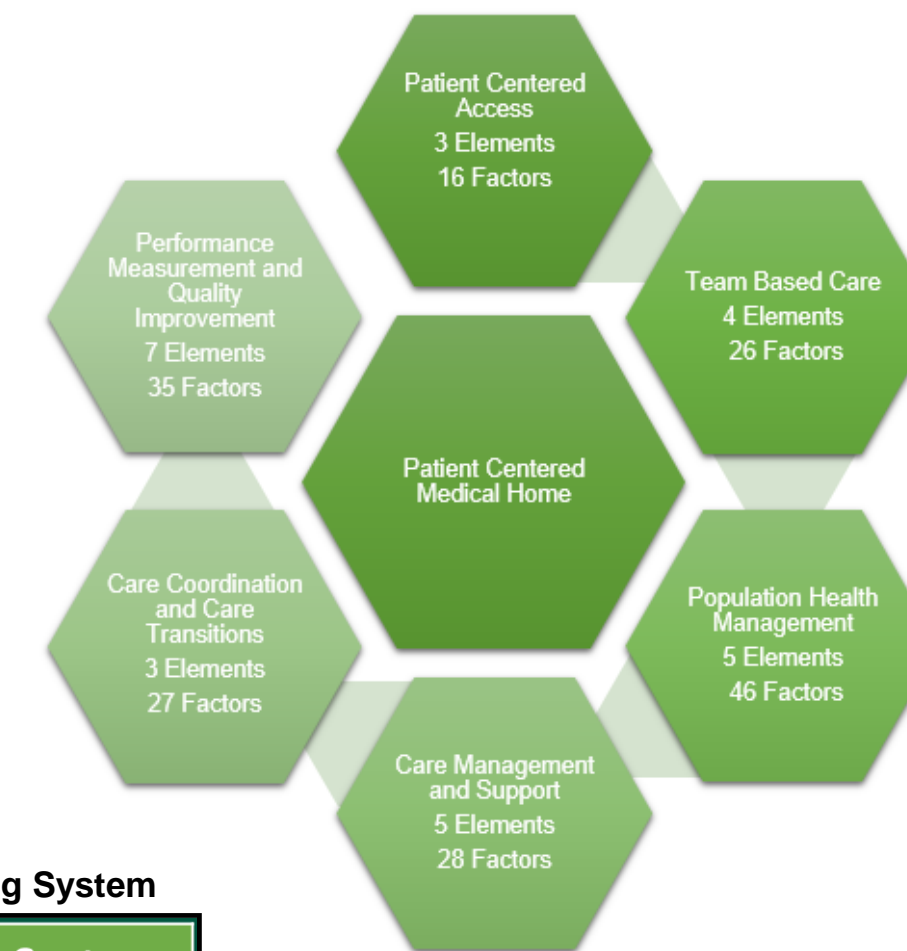 Patient Centered
Access
3 Elements
16 Factors
Team Based Care
4 Elements
26 Factors
Population Health
Management
5 Elements
46 Factors
Care Management
and Support
5 Elements
28 Factors
Care Coordination
and Care
Transitions
3 Elements
27 Factors
Performance
Measurement and
Quality
Improvement
7 Elements
35 Factors
Patient Centered
Medical Home
g System